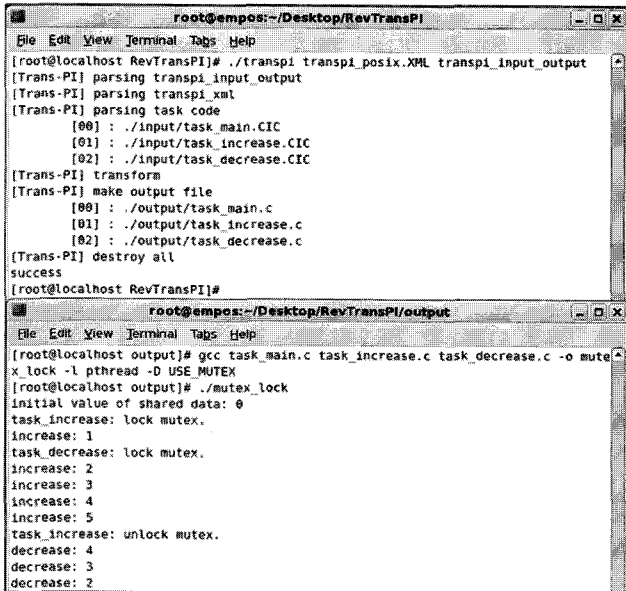 root@empos:~/Desktop/RevTransPI
File Edit View Terminal Tabs Help
[root@localhost RevTransPI]# ./transpi transpi_posix.XML transpi_input_output
[Trans-PI] parsing transpi_input_output
[Trans-PI] parsing transpi_xml
[Trans-PI] parsing task code
[00] : ./input/task_main.CIC
[01] : ./input/task_increase.CIC
[02] : ./input/task_decrease.CIC
[Trans-PI] transform
[Trans-PI] make output file
[00] : ./output/task_main.c
[01] : ./output/task_increase.c
[02] : ./output/task_decrease.c
[Trans-PI] destroy all
success
[root@localhost RevTransPI]#
root@empos:~/Desktop/RevTransPI/output
File Edit View Terminal Tabs Help
[root@localhost output]# gcc task_main.c task_increase.c task_decrease.c -o mute
x_lock -l pthread -D USE_MUTEX
[root@localhost output]# ./mutex_lock
initial value of shared data: 0
task_increase: lock mutex.
increase: 1
task_decrease: lock mutex.
increase: 2
increase: 3
increase: 4
increase: 5
task_increase: unlock mutex.
decrease: 4
decrease: 3
decrease: 2